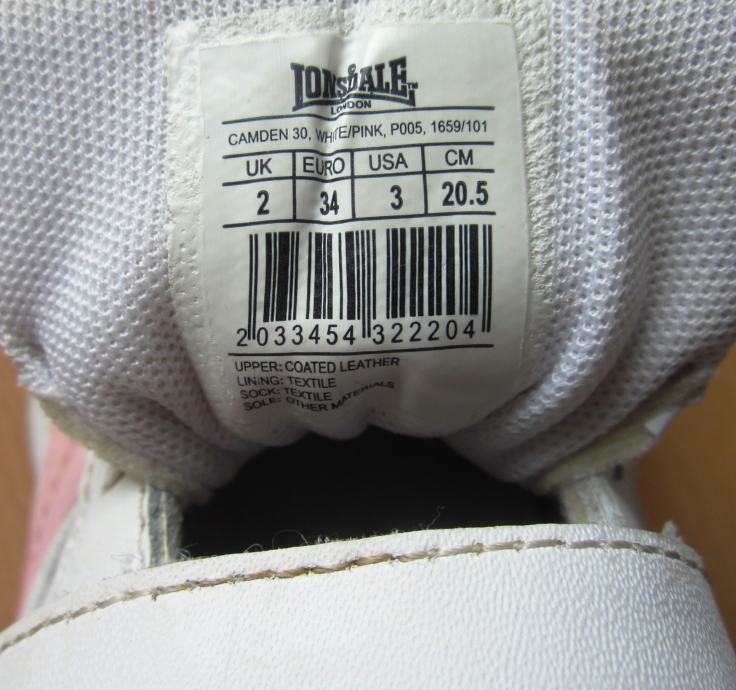 LONSDALE™
LONDON
CAMDEN 30, WHITE/PINK, P005, 1659/101
UK EURO USA CM
2 34 3 20.5
2 033454 322204
UPPER: COATED LEATHER
LINING: TEXTILE
SOCK: TEXTILE
SOLE: OTHER MATERIALS